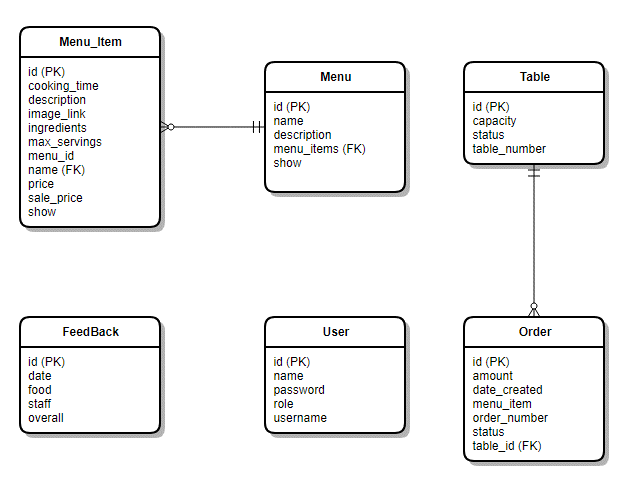 Menu_Item
id (PK)
cooking_time
description
image_link
ingredients
max_servings
menu_id
name (FK)
price
sale_price
show
Menu
id (PK)
name
description
menu_items (FK)
show
Table
id (PK)
capacity
status
table_number
FeedBack
id (PK)
date
food
staff
overall
User
id (PK)
name
password
role
username
Order
id (PK)
amount
date_created
menu_item
order_number
status
table_id (FK)